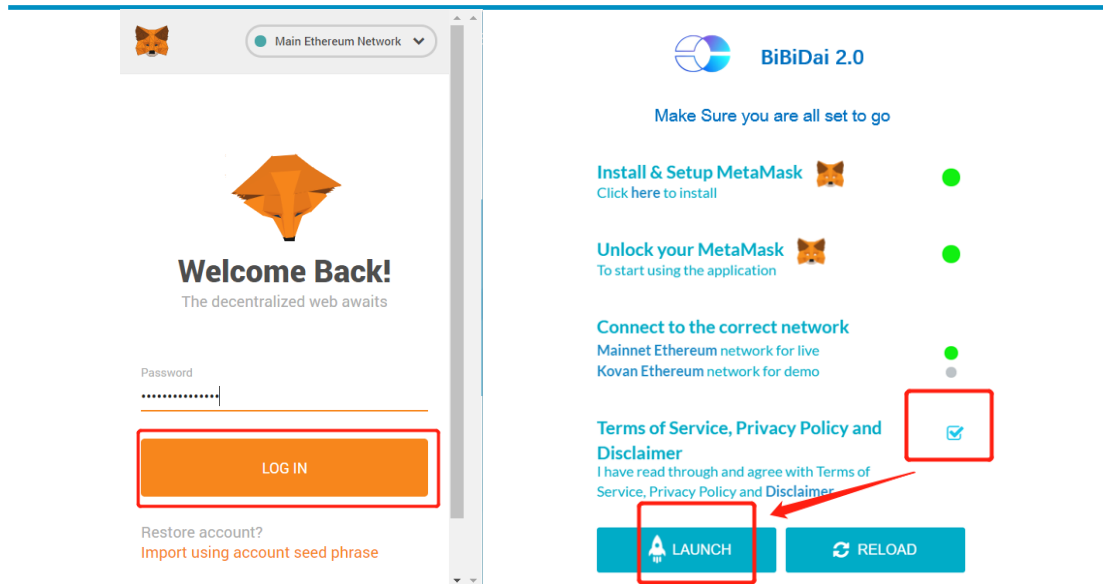 Main Ethereum Network
Welcome Back!
The decentralized web awaits
Password
LOG IN
Restore account?
Import using account seed phrase
BiBiDai 2.0
Make Sure you are all set to go
Install & Setup MetaMask
Click here to install
Unlock your MetaMask
To start using the application
Connect to the correct network
Mainnet Ethereum network for live
Kovan Ethereum network for demo
Terms of Service, Privacy Policy and
Disclaimer
I have read through and agree with Terms of
Service, Privacy Policy and Disclaimer
LAUNCH
RELOAD